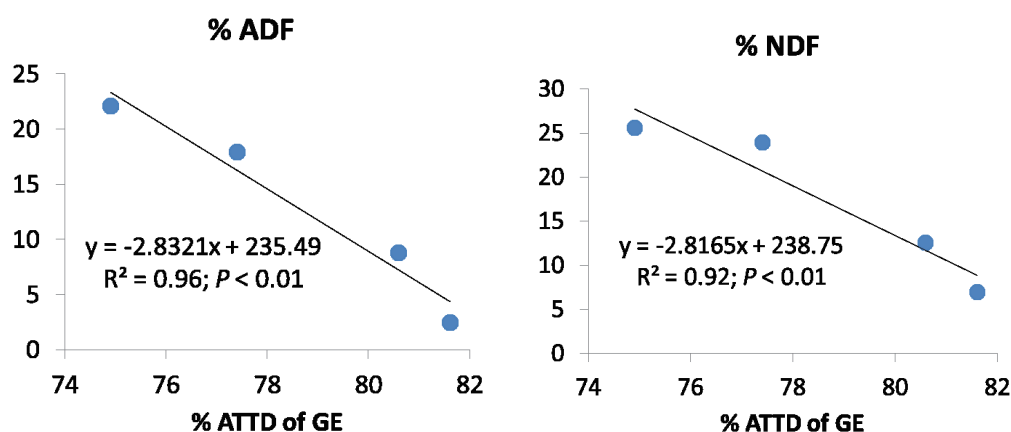 % ADF
25
20
15
10
5
0
y = -2.8321x + 235.49
R² = 0.96; P < 0.01
74 76 78 80 82
% ATTD of GE
% NDF
30
25
20
15
10
5
0
y = -2.8165x + 238.75
R² = 0.92; P < 0.01
74 76 78 80 82
% ATTD of GE